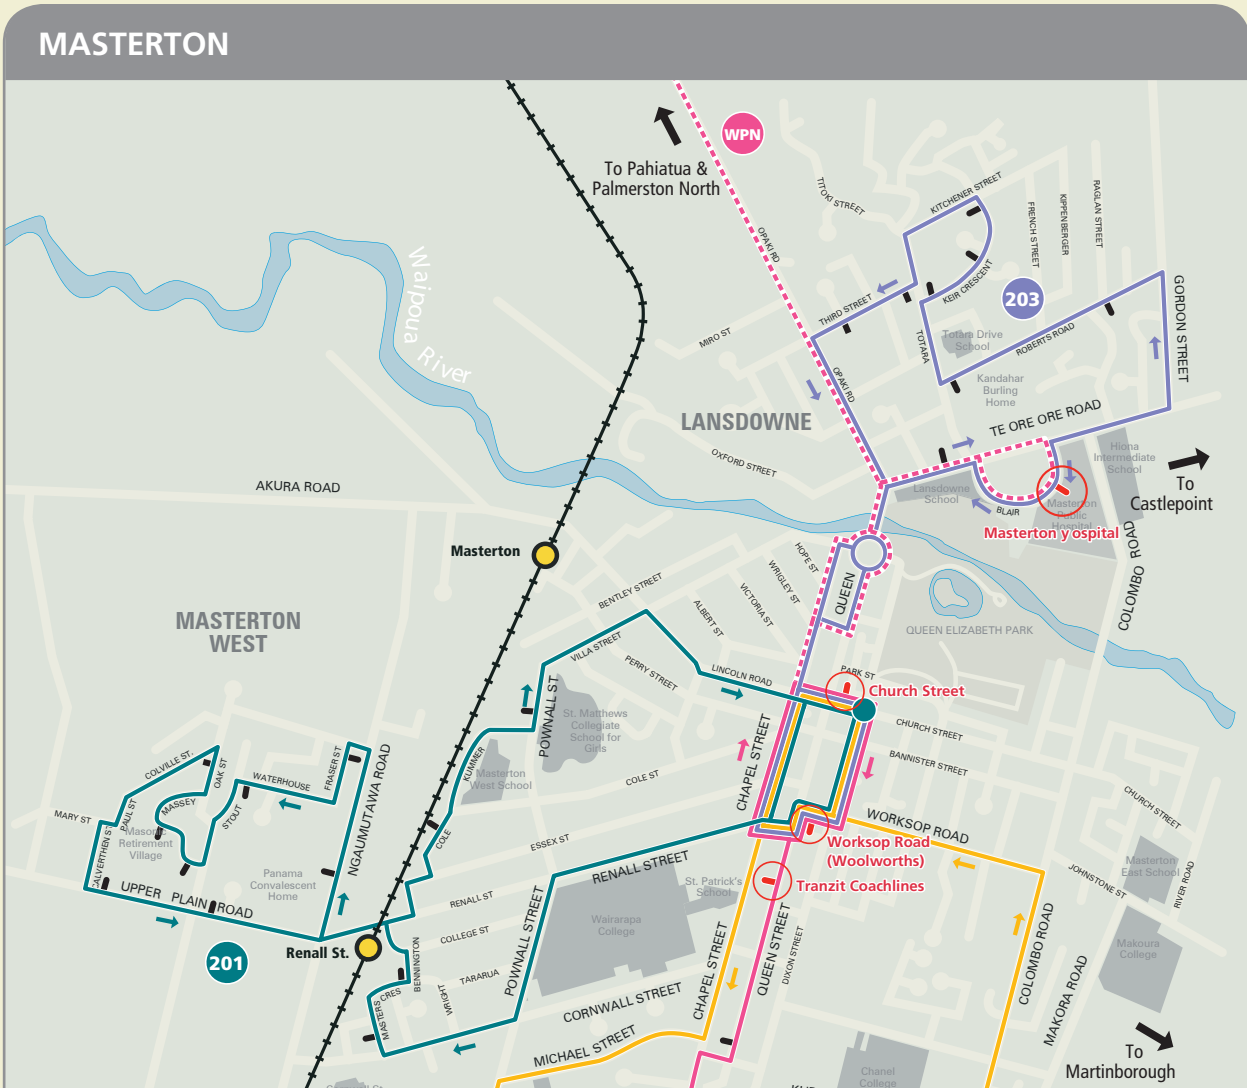 MASTERTON
WPN
To Pahiatua &
Palmerston North
TITOKI STREET
KITCHENER STREET
FRENCH STREET
KIPPENBERGER
RAGLAN STREET
OPAKI RD
Waipoua River
KEIR CRESCENT
203
GORDON STREET
THIRD STREET
MIRO ST
TOTARA
Totara Drive
School
ROBERTS ROAD
OPAKI RD
Kandahar
Burling
Home
LANSDOWNE
TE ORE ORE ROAD
OXFORD STREET
Hiona
Intermediate
School
To
Castlepoint
AKURA ROAD
Lansdowne
School
BLAIR
Masterton
Public
Hospital
Masterton y ospital
Masterton
HOPE ST
WRIGLEY ST
VICTORIA ST
ALBERT ST
BENTLEY STREET
QUEEN
COLOMBO ROAD
MASTERTON
WEST
QUEEN ELIZABETH PARK
VILLA STREET
PERRY STREET
LINCOLN ROAD
PARK ST
Church Street
POWNALL ST
St. Matthews
Collegiate
School for
Girls
CHURCH STREET
BANNISTER STREET
CHAPEL STREET
KUMMER
Masterton
West School
COLE ST
COLVILLE ST.
OAK ST
WATERHOUSE
FRASER ST
NGAUMUTAWA ROAD
MARY ST
PAUL ST
MASSEY
STOUT
Masonic
Retirement
Village
COLE
ESSEX ST
WORKSOP ROAD
CHURCH STREET
Worksop Road
(Woolworths)
CALVERTHEN ST
UPPER PLAIN ROAD
Panama
Convalescent
Home
RENALL STREET
St. Patrick's
School
Tranzit Coachlines
Masterton
East School
JOHNSTONE ST
RIVER ROAD
RENALL ST
COLLEGE ST
Wairarapa
College
POWNALL STREET
QUEEN STREET
DIXON STREET
COLOMBO ROAD
Makoura
College
Renall St.
201
BENNINGTON
TARARUA
WRIGHT
CRES
MASTERS
CHAPEL STREET
CORNWALL STREET
MAKORA ROAD
MICHAEL STREET
To
Martinborough
Chanel
College
Cornwall St